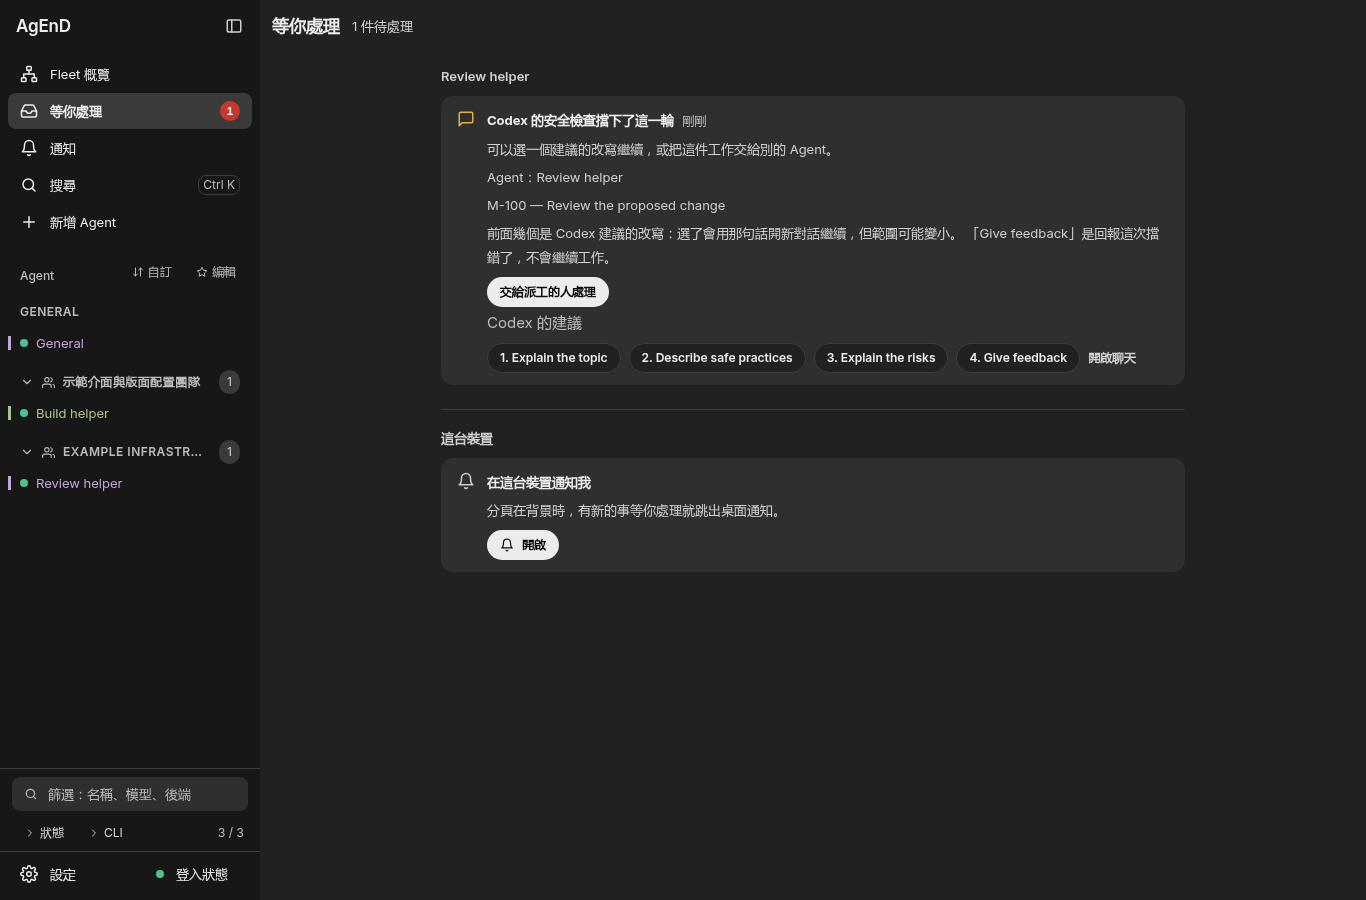 AgEnD
Fleet 概覽
等你處理 1
通知
搜尋 Ctrl K
新增 Agent
Agent 自訂 編輯
GENERAL
General
示範介面與版面配置團隊 1
Build helper
EXAMPLE INFRASTR... 1
Review helper
篩選：名稱、模型、後端
狀態 CLI 3 / 3
設定 登入狀態
等你處理 1 件待處理
Review helper
Codex 的安全檢查擋下了這一輪 剛剛
可以選一個建議的改寫繼續，或把這件工作交給別的 Agent。
Agent：Review helper
M-100 — Review the proposed change
前面幾個是 Codex 建議的改寫：選了會用那句話開新對話繼續，但範圍可能變小。 「Give feedback」是回報這次擋
錯了，不會繼續工作。
交給派工的人處理
Codex 的建議
1. Explain the topic 2. Describe safe practices 3. Explain the risks 4. Give feedback 開啟聊天
這台裝置
在這台裝置通知我
分頁在背景時，有新的事等你處理就跳出桌面通知。
開啟